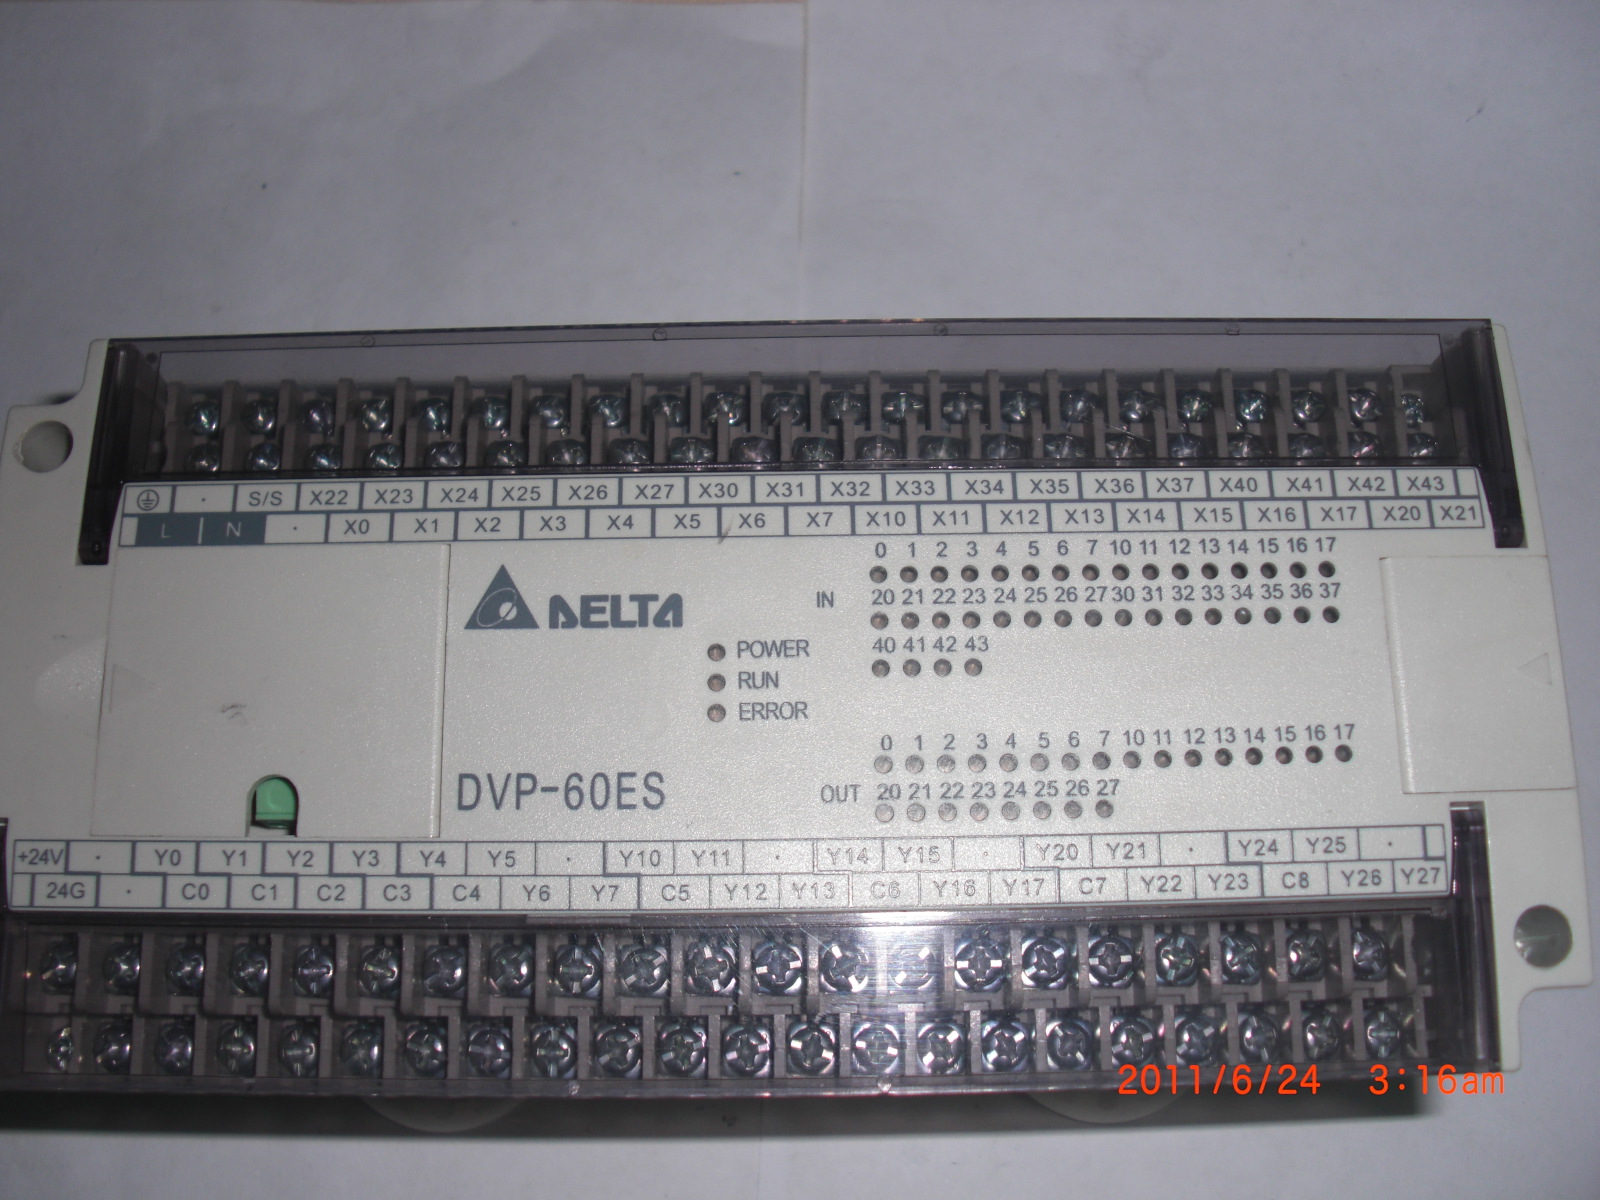 S/S X22 X23 X24 X25 X26 X27 X30 X31 X32 X33 X34 X35 X36 X37 X40 X41 X42 X43
L N · X0 X1 X2 X3 X4 X5 X6 X7 X10 X11 X12 X13 X14 X15 X16 X17 X20 X21
0 1 2 3 4 5 6 7 10 11 12 13 14 15 16 17
IN 20 21 22 23 24 25 26 27 30 31 32 33 34 35 36 37
40 41 42 43
DELTA
POWER
RUN
ERROR
DVP-60ES
0 1 2 3 4 5 6 7 10 11 12 13 14 15 16 17
OUT 20 21 22 23 24 25 26 27
+24V · Y0 Y1 Y2 Y3 Y4 Y5 · Y10 Y11 · Y14 Y15 · Y20 Y21 · Y24 Y25 ·
24G · C0 C1 C2 C3 C4 Y6 Y7 C5 Y12 Y13 C6 Y16 Y17 C7 Y22 Y23 C8 Y26 Y27
2011/6/24 3:16am